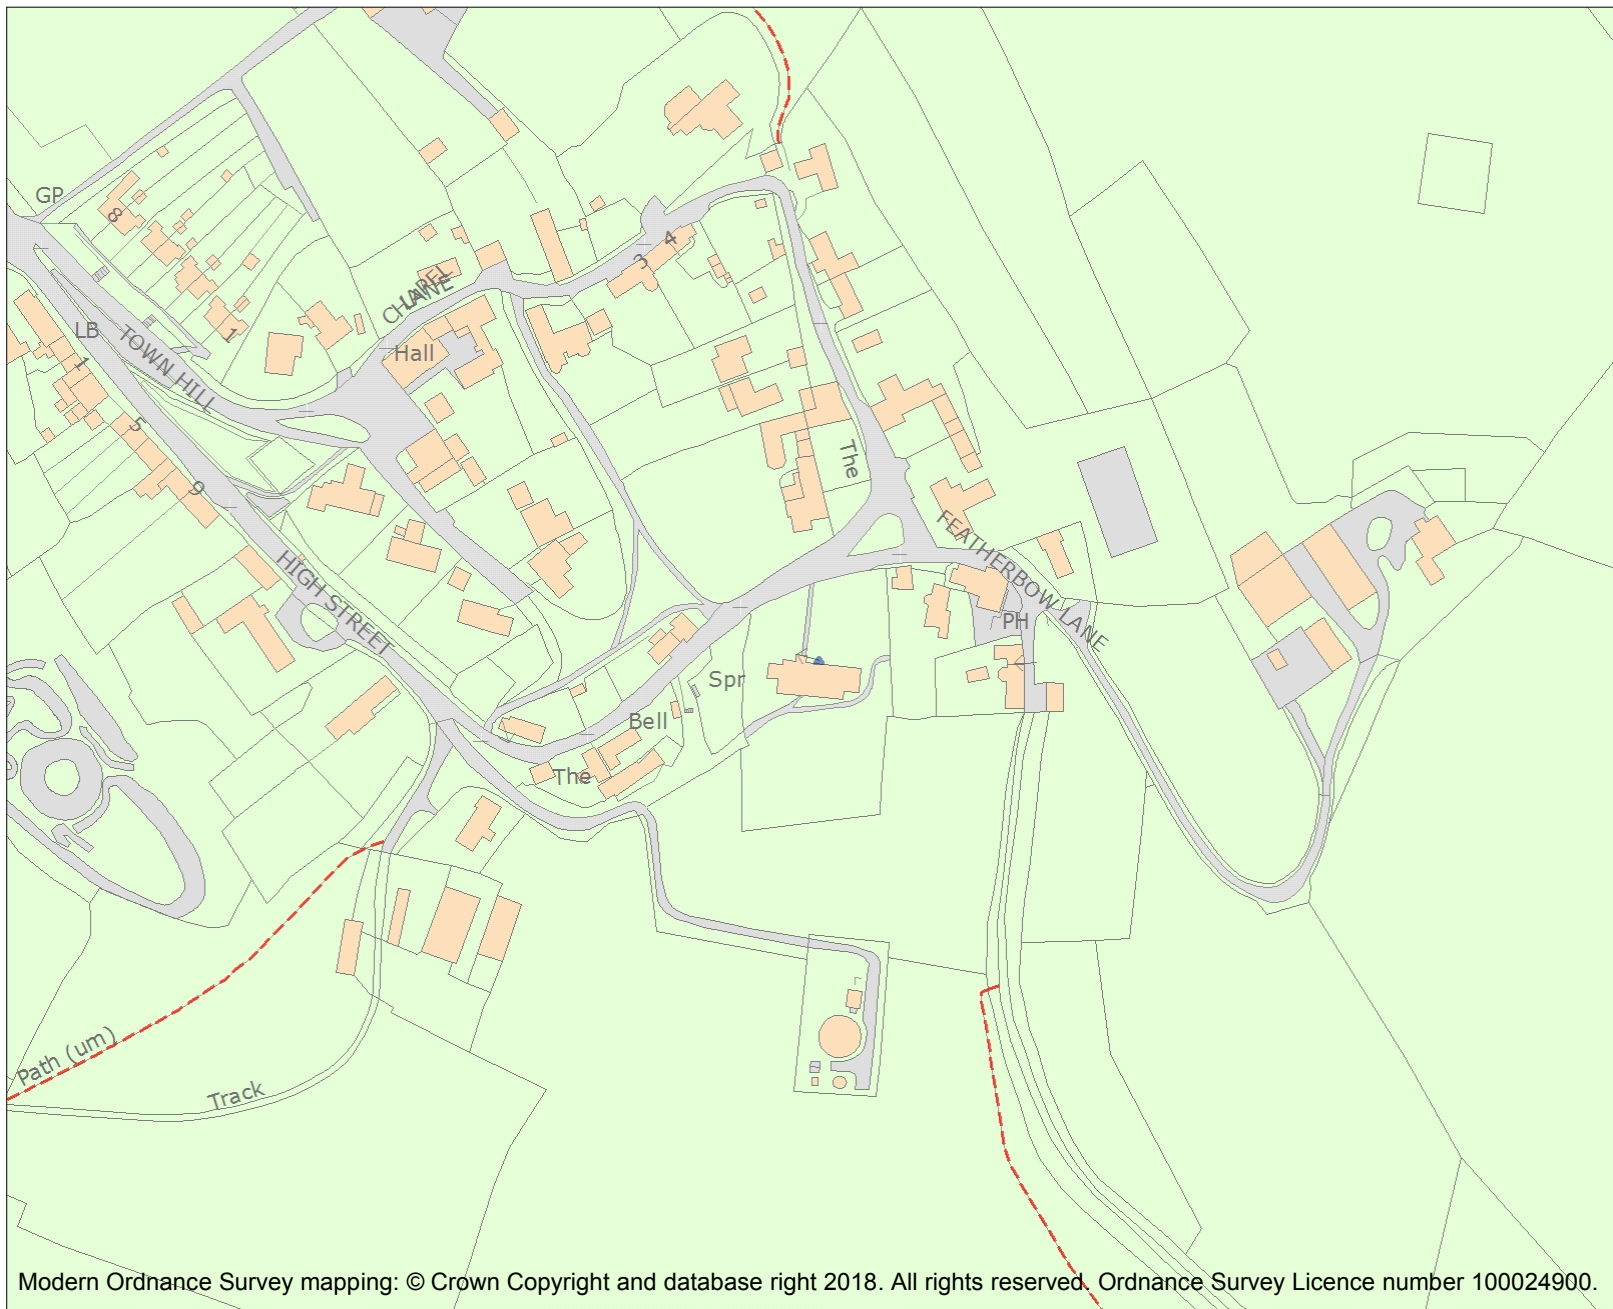 GP
8
4
3
CHAPEL
LANE
LB
1
TOWN HILL
1
Hall
5
The
9
FEATHERBOW LANE
HIGH STREET
PH
Spr
Bell
The
Path (um)
Track
Modern Ordnance Survey mapping: © Crown Copyright and database right 2018. All rights reserved. Ordnance Survey Licence number 100024900.